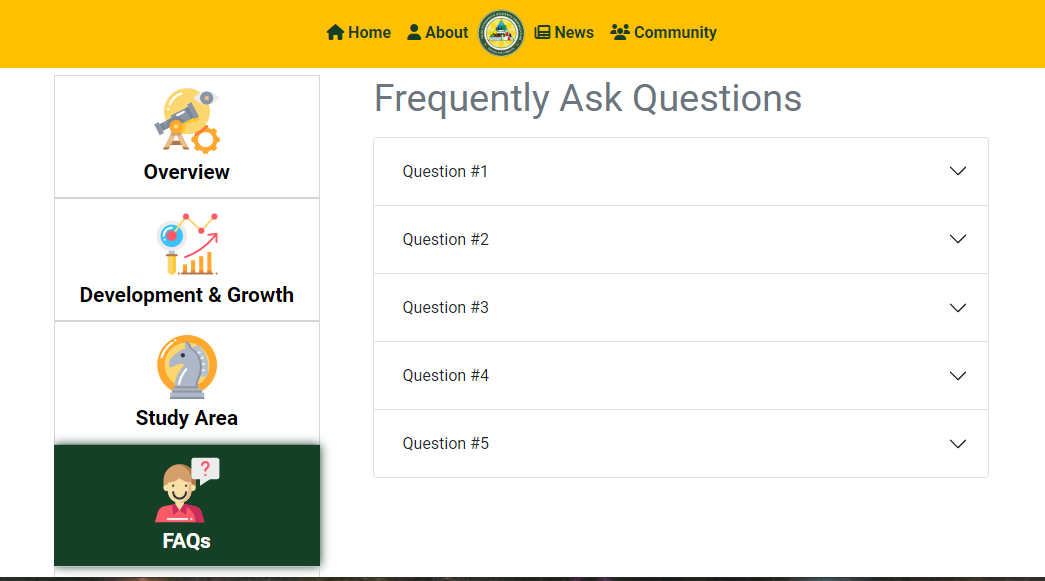 Home About News Community
Overview
Development & Growth
Study Area
?
FAQs
Frequently Ask Questions
Question #1
Question #2
Question #3
Question #4
Question #5